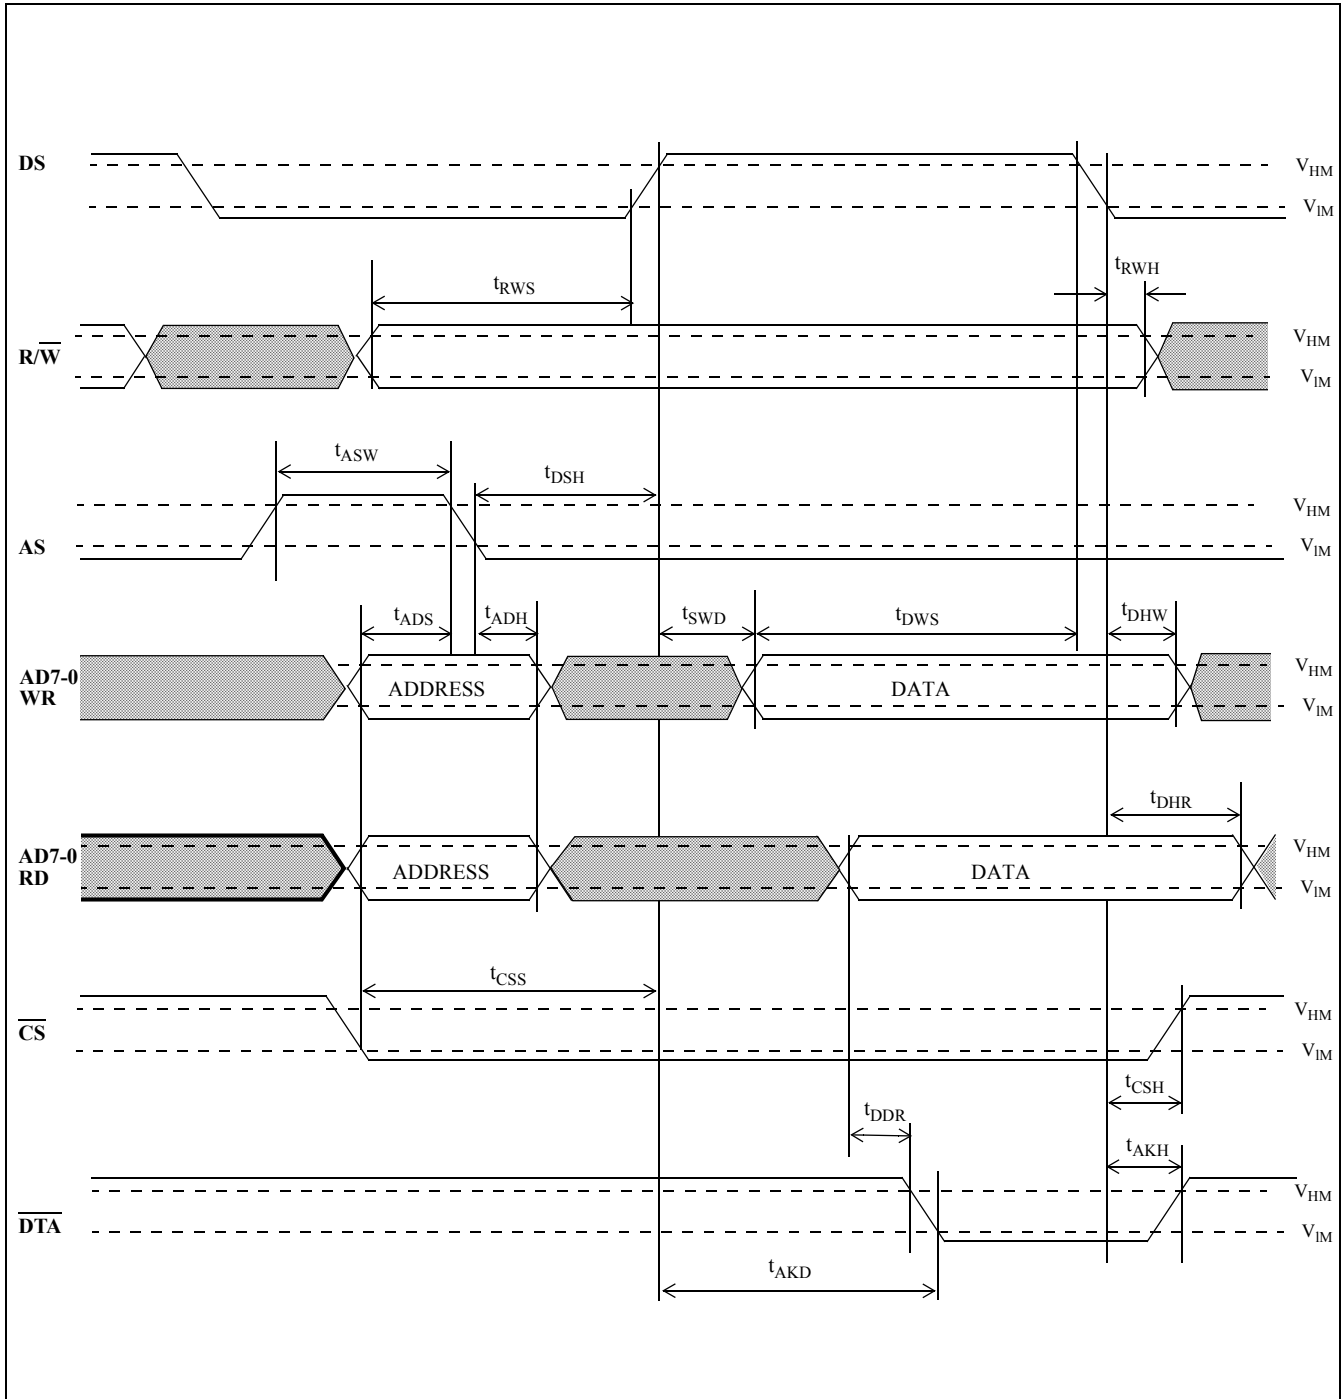 DS
V_HM
V_IM
t_RWH
t_RWS
R/W̅
V_HM
V_IM
t_ASW
t_DSH
V_HM
AS
V_IM
t_ADS
t_ADH
t_SWD
t_DWS
t_DHW
AD7-0
WR
ADDRESS
DATA
V_HM
V_IM
t_DHR
AD7-0
RD
ADDRESS
DATA
V_HM
V_IM
t_CSS
C̅S̅
V_HM
V_IM
t_CSH
t_DDR
t_AKH
D̅T̅A̅
V_HM
V_IM
t_AKD